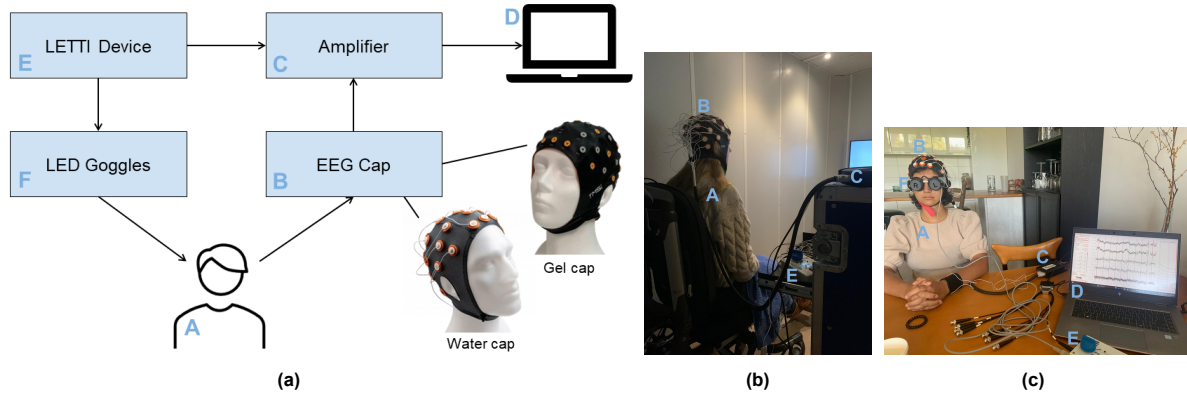 LETTI Device
E
Amplifier
C
D
LED Goggles
F
EEG Cap
B
A
Gel cap
Water cap
(a)
B
A
C
E
(b)
B
F
A
C
D
E
(c)